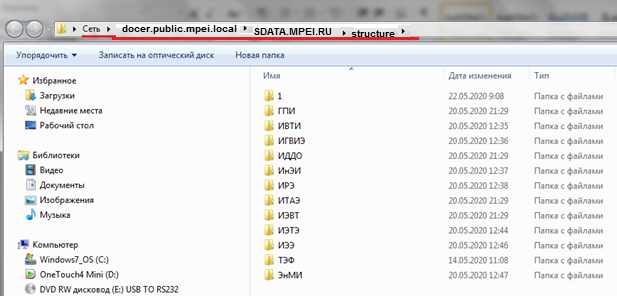 Сеть docer.public.mpei.local SDATA.MPEI.RU structure
Упорядочить Записать на оптический диск Новая папка
Избранное
Загрузки
Недавние места
Рабочий стол
Библиотеки
Видео
Документы
Изображения
Музыка
Компьютер
Windows7_OS (C:)
OneTouch4 Mini (D:)
DVD RW дисковод (E:) USB TO RS232
Имя Дата изменения Тип
1 22.05.2020 9:08 Папка с файлами
ГПИ 20.05.2020 21:29 Папка с файлами
ИВТИ 20.05.2020 12:35 Папка с файлами
ИГВИЭ 20.05.2020 12:36 Папка с файлами
ИДДО 20.05.2020 21:29 Папка с файлами
ИнЭИ 20.05.2020 12:37 Папка с файлами
ИРЭ 20.05.2020 12:38 Папка с файлами
ИТАЭ 20.05.2020 21:29 Папка с файлами
ИЭВТ 20.05.2020 21:29 Папка с файлами
ИЭТЭ 20.05.2020 12:44 Папка с файлами
ИЭЭ 20.05.2020 12:46 Папка с файлами
ТЭФ 14.05.2020 11:08 Папка с файлами
ЭнМИ 20.05.2020 12:47 Папка с файлами